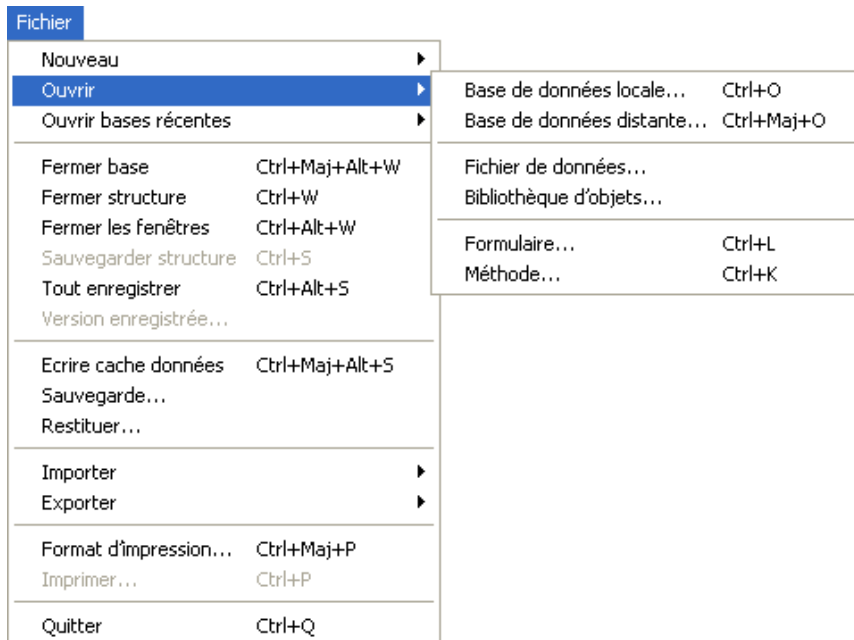 Fichier
Nouveau
Ouvrir
Ouvrir bases récentes
Fermer base Ctrl+Maj+Alt+W
Fermer structure Ctrl+W
Fermer les fenêtres Ctrl+Alt+W
Sauvegarder structure Ctrl+S
Tout enregistrer Ctrl+Alt+S
Version enregistrée...
Ecrire cache données Ctrl+Maj+Alt+S
Sauvegarde...
Restituer...
Importer
Exporter
Format d'impression... Ctrl+Maj+P
Imprimer... Ctrl+P
Quitter Ctrl+Q
Base de données locale... Ctrl+O
Base de données distante... Ctrl+Maj+O
Fichier de données...
Bibliothèque d'objets...
Formulaire... Ctrl+L
Méthode... Ctrl+K